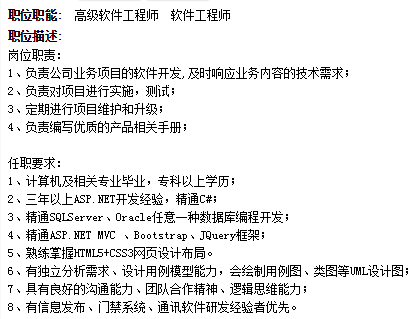 职位职能: 高级软件工程师 软件工程师
职位描述:
岗位职责:
1、负责公司业务项目的软件开发,及时响应业务内容的技术需求;
2、负责对项目进行实施，测试;
3、定期进行项目维护和升级;
4、负责编写优质的产品相关手册;
任职要求:
1、计算机及相关专业毕业，专科以上学历;
2、三年以上ASP.NET开发经验，精通C#;
3、精通SQLServer、Oracle任意一种数据库编程开发;
4、精通ASP.NET MVC 、Bootstrap、JQuery框架;
5、熟练掌握HTML5+CSS3网页设计布局。
6、有独立分析需求、设计用例模型能力，会绘制用例图、类图等UML设计图;
7、具有良好的沟通能力、团队合作精神、逻辑思维能力;
8、有信息发布、门禁系统、通讯软件研发经验者优先。